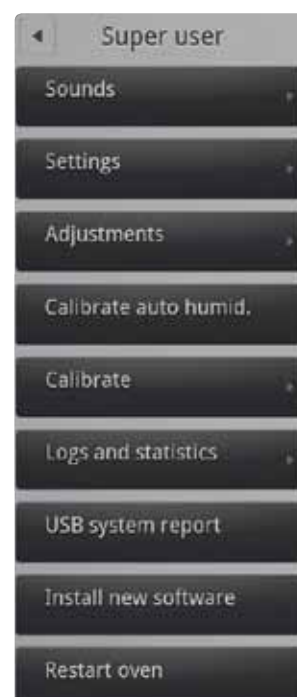 Super user
Sounds
Settings
Adjustments
Calibrate auto humid.
Calibrate
Logs and statistics
USB system report
Install new software
Restart oven